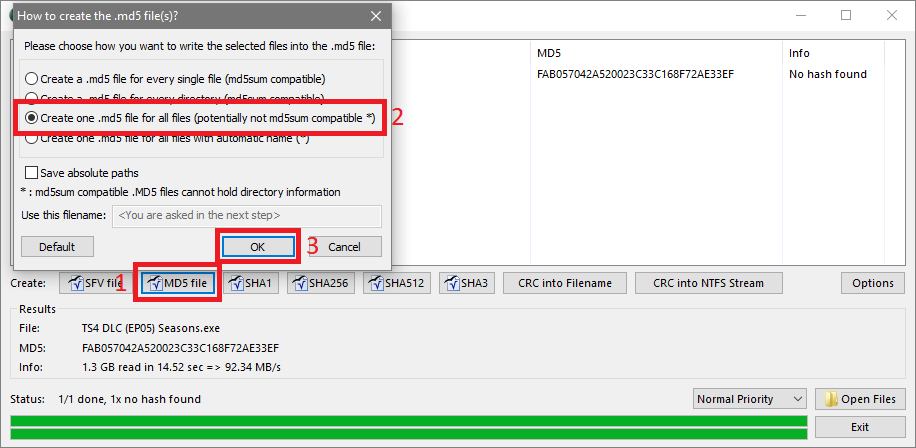 How to create the .md5 file(s)?
Please choose how you want to write the selected files into the .md5 file:
Create a .md5 file for every single file (md5sum compatible)
Create a .md5 file for every directory (md5sum compatible)
Create one .md5 file for all files (potentially not md5sum compatible *)
2
Create one .md5 file for all files with automatic name (*)
Save absolute paths
* : md5sum compatible .MD5 files cannot hold directory information
Use this filename: <You are asked in the next step>
Default OK 3 Cancel
MD5 Info
FAB057042A520023C33C168F72AE33EF No hash found
Create: SFV file 1 MD5 file SHA1 SHA256 SHA512 SHA3 CRC into Filename CRC into NTFS Stream Options
Results
File: TS4 DLC (EP05) Seasons.exe
MD5: FAB057042A520023C33C168F72AE33EF
Info: 1.3 GB read in 14.52 sec => 92.34 MB/s
Status: 1/1 done, 1x no hash found Normal Priority Open Files
Exit